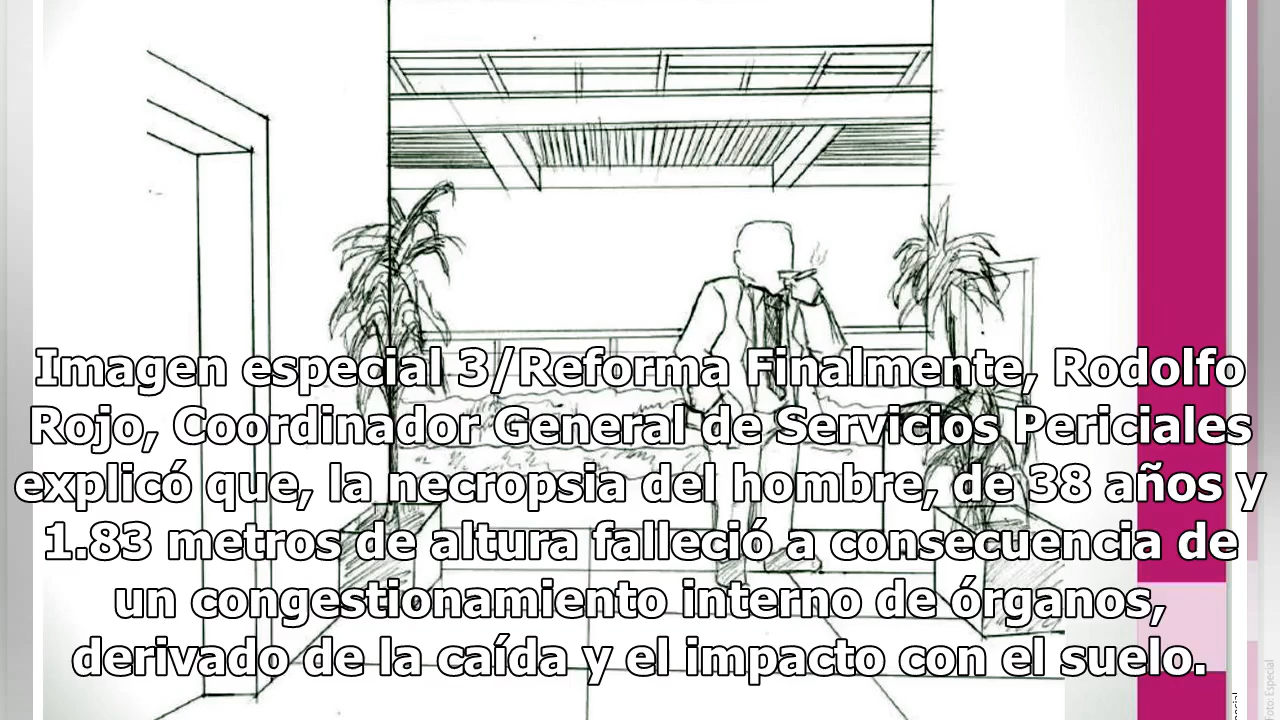 Imagen especial 3/Reforma Finalmente, Rodolfo
Rojo, Coordinador General de Servicios Periciales
explicó que, la necropsia del hombre, de 38 años y
1.83 metros de altura falleció a consecuencia de
un congestionamiento interno de órganos,
derivado de la caída y el impacto con el suelo.
Especial